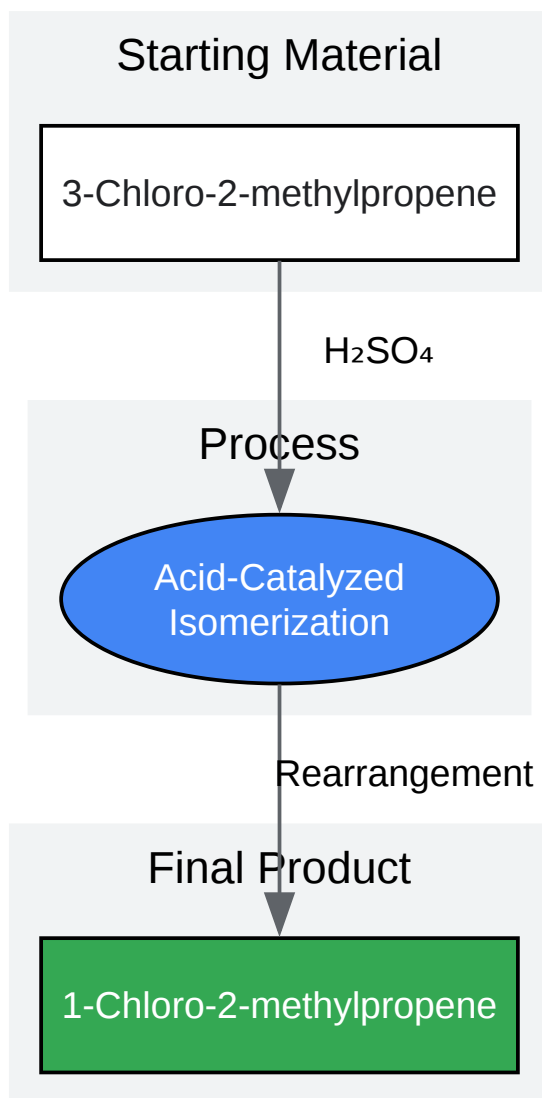 Starting Material
3-Chloro-2-methylpropene
H₂SO₄
Process
Acid-Catalyzed
Isomerization
Rearrangement
Final Product
1-Chloro-2-methylpropene